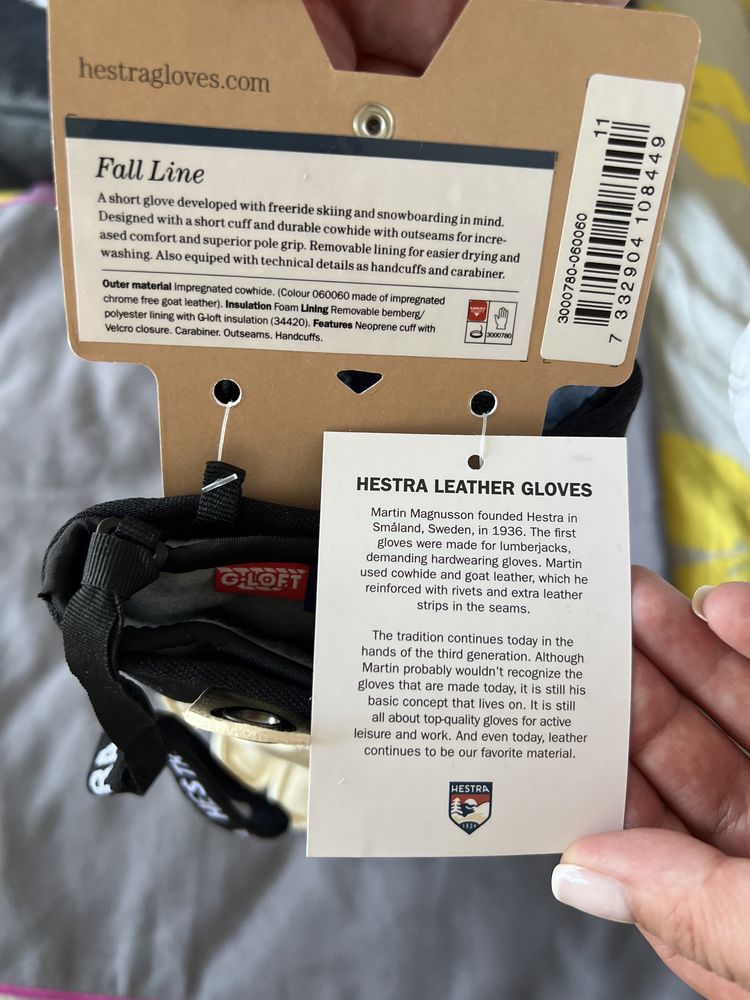 hestragloves.com
Fall Line
A short glove developed with freeride skiing and snowboarding in mind.
Designed with a short cuff and durable cowhide with outseams for incre-
ased comfort and superior pole grip. Removable lining for easier drying and
washing. Also equiped with technical details as handcuffs and carabiner.
Outer material Impregnated cowhide. (Colour 060060 made of impregnated
chrome free goat leather). Insulation Foam Lining Removable bemberg/
polyester lining with G-loft insulation (34420). Features Neoprene cuff with
Velcro closure. Carabiner. Outseams. Handcuffs.
3000780
3000780-060060
11
7 332904 108449
HESTRA LEATHER GLOVES
Martin Magnusson founded Hestra in
Småland, Sweden, in 1936. The first
gloves were made for lumberjacks,
demanding hardwearing gloves. Martin
used cowhide and goat leather, which he
reinforced with rivets and extra leather
strips in the seams.
The tradition continues today in the
hands of the third generation. Although
Martin probably wouldn't recognize the
gloves that are made today, it is still his
basic concept that lives on. It is still
all about top-quality gloves for active
leisure and work. And even today, leather
continues to be our favorite material.
HESTRA
1936
G-LOFT
RA
HESTR